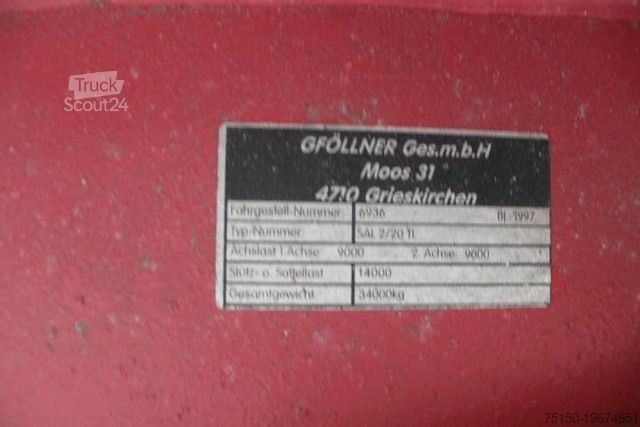 Truck
Scout24
GFÖLLNER Ges.m.b.H
Moos 31
4710 Grieskirchen
Fahrgestell-Nummer: 6936 Bj. 1997
Typ-Nummer: SAL 2/20 TL
Achslast 1.Achse: 9000 2. Achse: 9000
Stütz- o. Sattellast 14000
Gesamtgewicht: 34000kg
75150-19674951